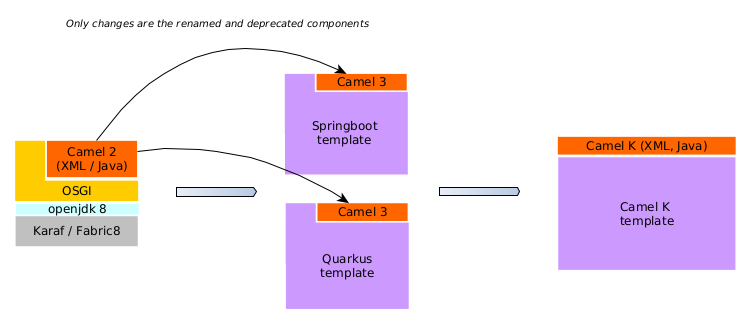 Only changes are the renamed and deprecated components
Camel 2
(XML / Java)
OSGI
openjdk 8
Karaf / Fabric8
Camel 3
Springboot
template
Camel 3
Quarkus
template
Camel K (XML, Java)
Camel K
template